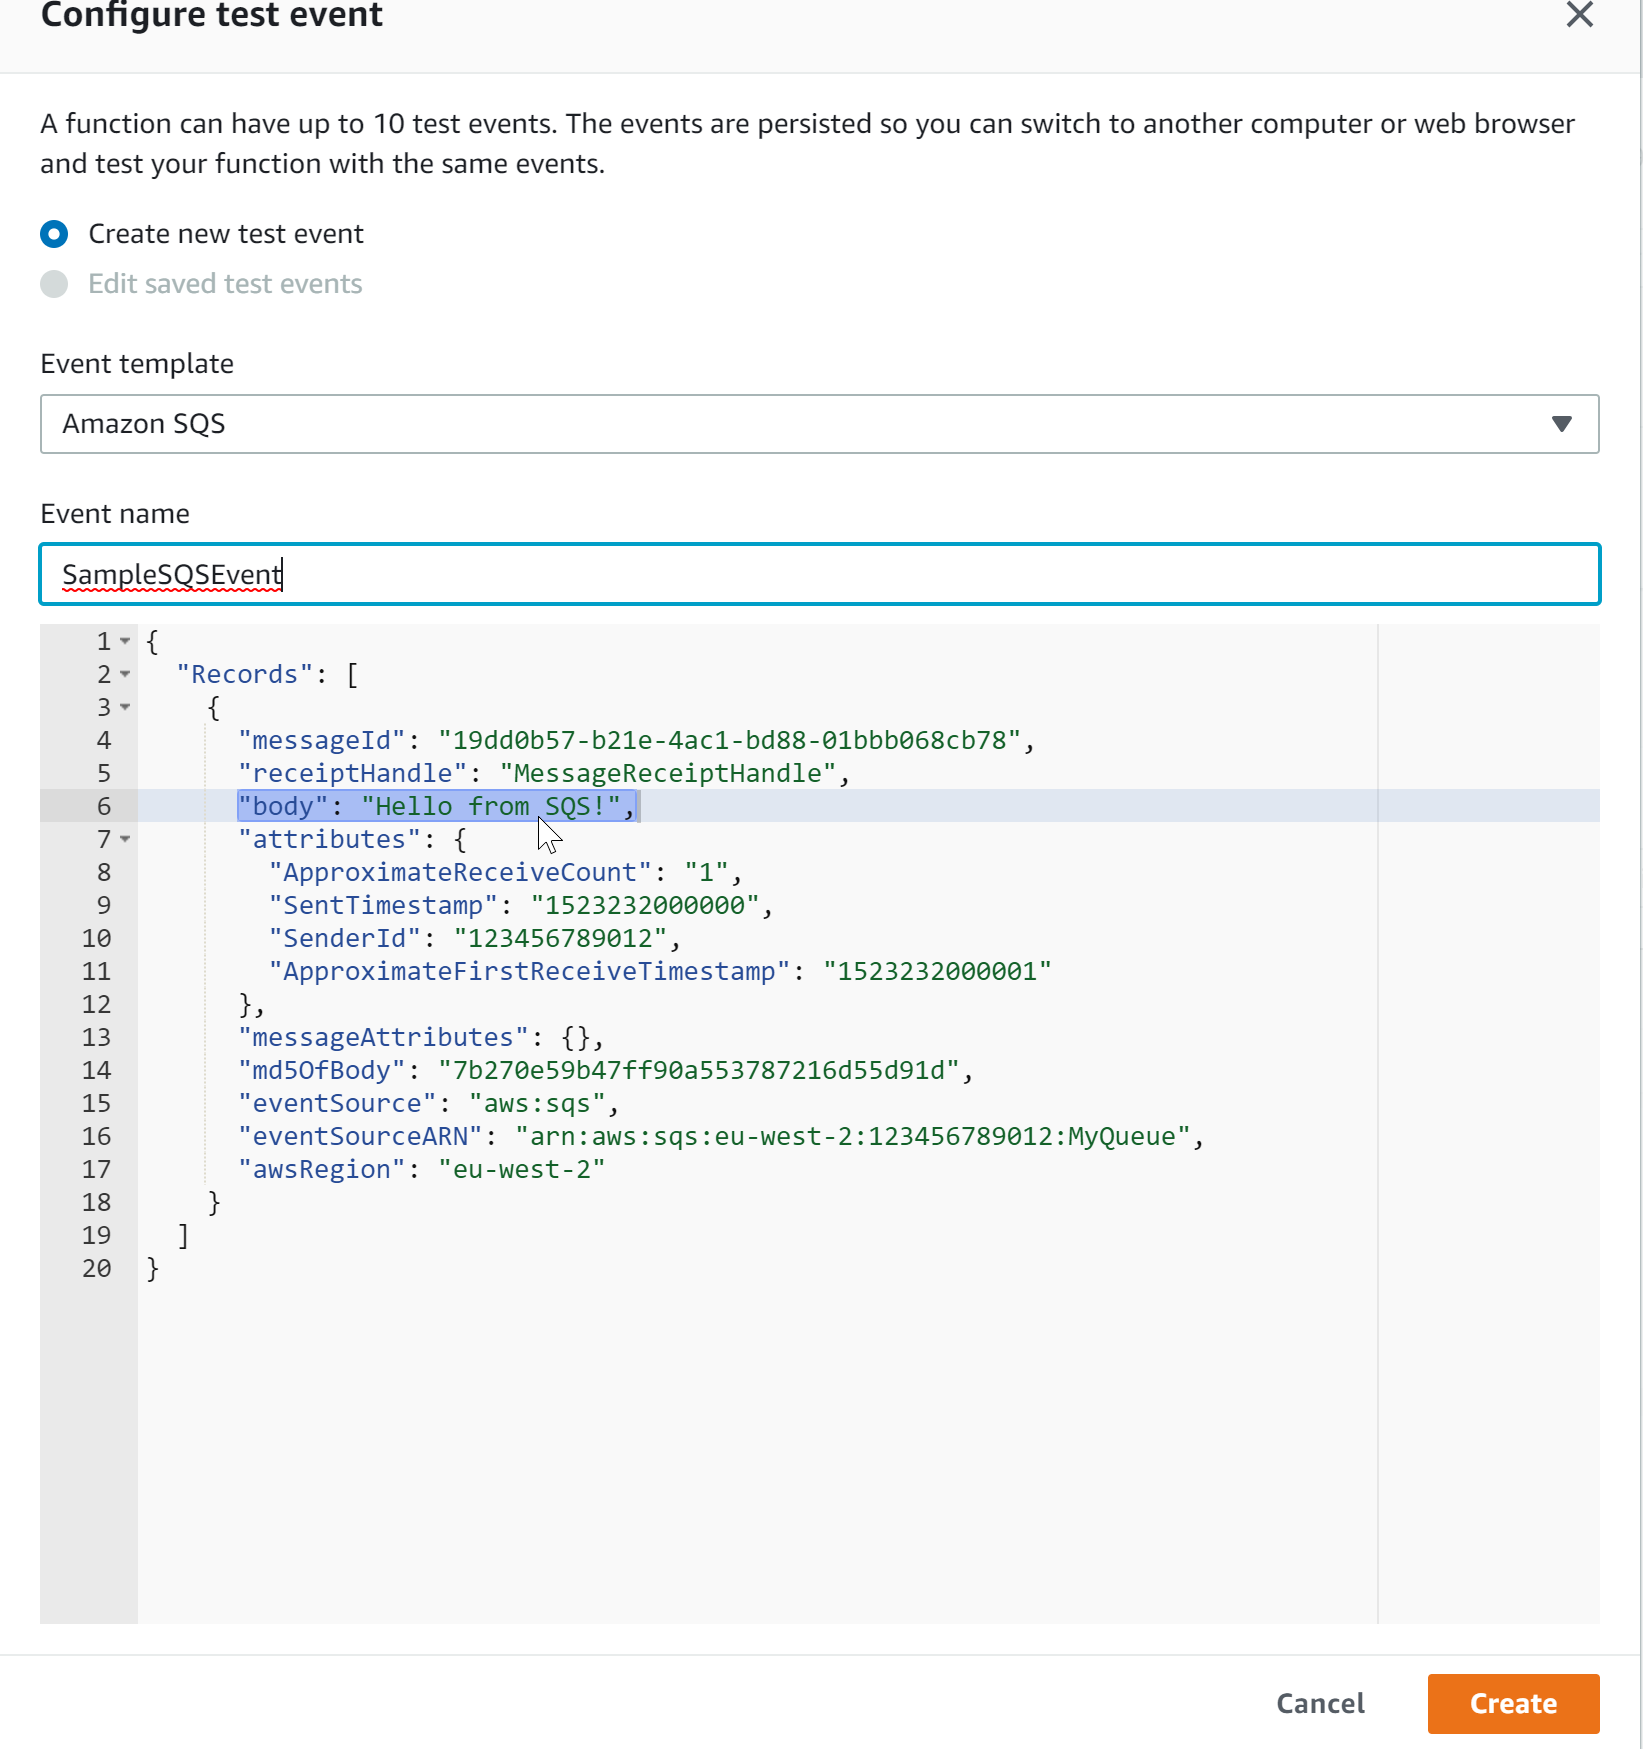 Configure test event
A function can have up to 10 test events. The events are persisted so you can switch to another computer or web browser
and test your function with the same events.
Create new test event
Edit saved test events
Event template
Amazon SQS
Event name
SampleSQSEvent
1 {
2 "Records": [
3 {
4 "messageId": "19dd0b57-b21e-4ac1-bd88-01bbb068cb78",
5 "receiptHandle": "MessageReceiptHandle",
6 "body": "Hello from SQS!",
7 "attributes": {
8 "ApproximateReceiveCount": "1",
9 "SentTimestamp": "1523232000000",
10 "SenderId": "123456789012",
11 "ApproximateFirstReceiveTimestamp": "1523232000001"
12 },
13 "messageAttributes": {},
14 "md5OfBody": "7b270e59b47ff90a553787216d55d91d",
15 "eventSource": "aws:sqs",
16 "eventSourceARN": "arn:aws:sqs:eu-west-2:123456789012:MyQueue",
17 "awsRegion": "eu-west-2"
18 }
19 ]
20 }
Cancel
Create